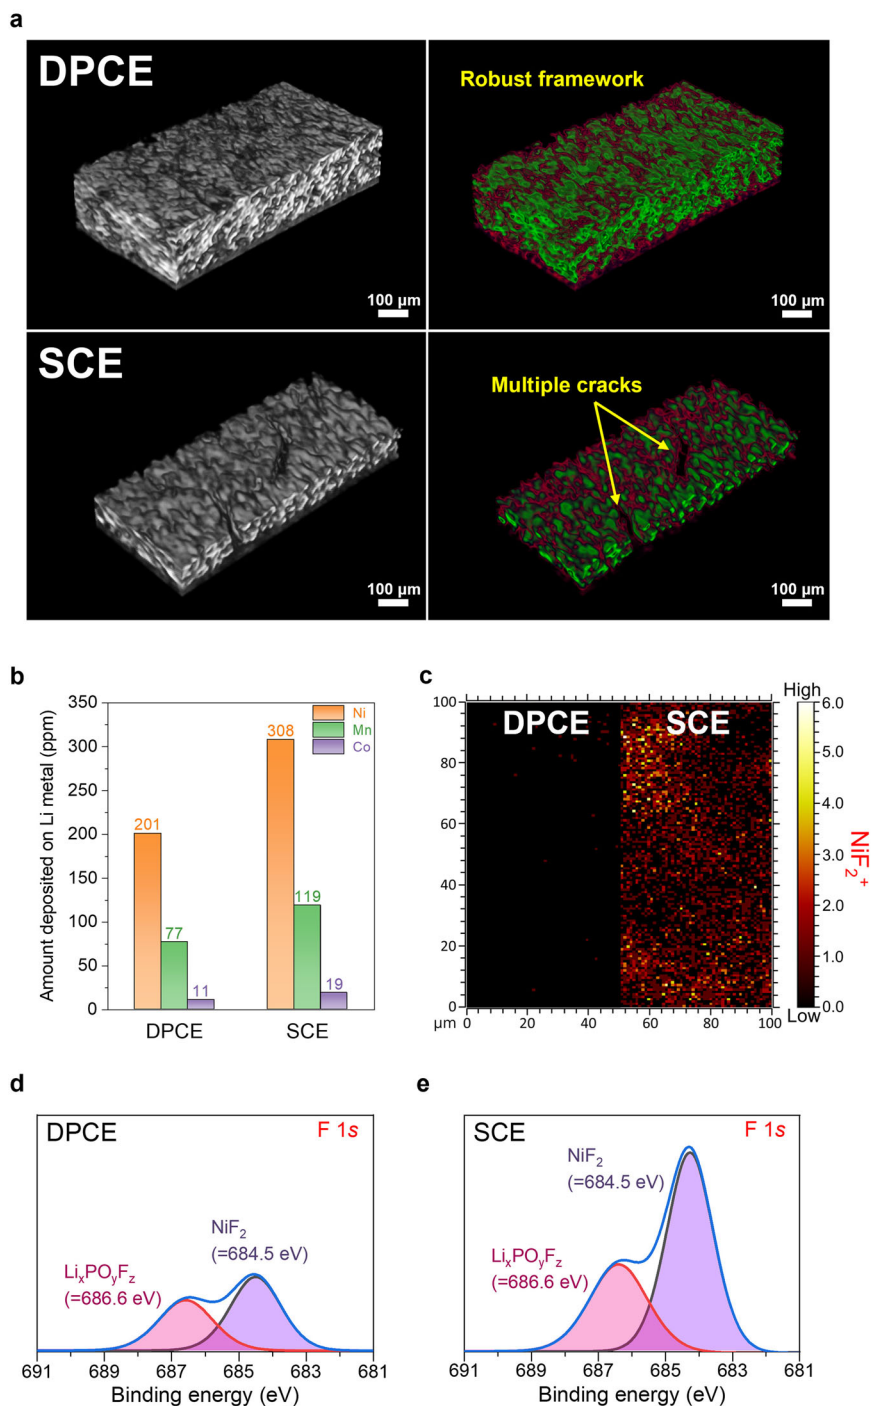 a
DPCE
Robust framework
100 µm
100 µm
SCE
Multiple cracks
100 µm
100 µm
b
Amount deposited on Li metal (ppm)
350
300
250
200
150
100
50
0
Ni
Mn
Co
201
77
11
308
119
19
DPCE
SCE
c
DPCE
SCE
100
80
60
40
20
0
µm
0
20
40
60
80
100
High
6.0
5.0
4.0
3.0
2.0
1.0
0.0
Low
NiF₂⁺
d
DPCE
F 1s
NiF₂
(=684.5 eV)
LiₓPOᵧF_z
(=686.6 eV)
691
689
687
685
683
681
Binding energy (eV)
e
SCE
F 1s
NiF₂
(=684.5 eV)
LiₓPOᵧF_z
(=686.6 eV)
691
689
687
685
683
681
Binding energy (eV)